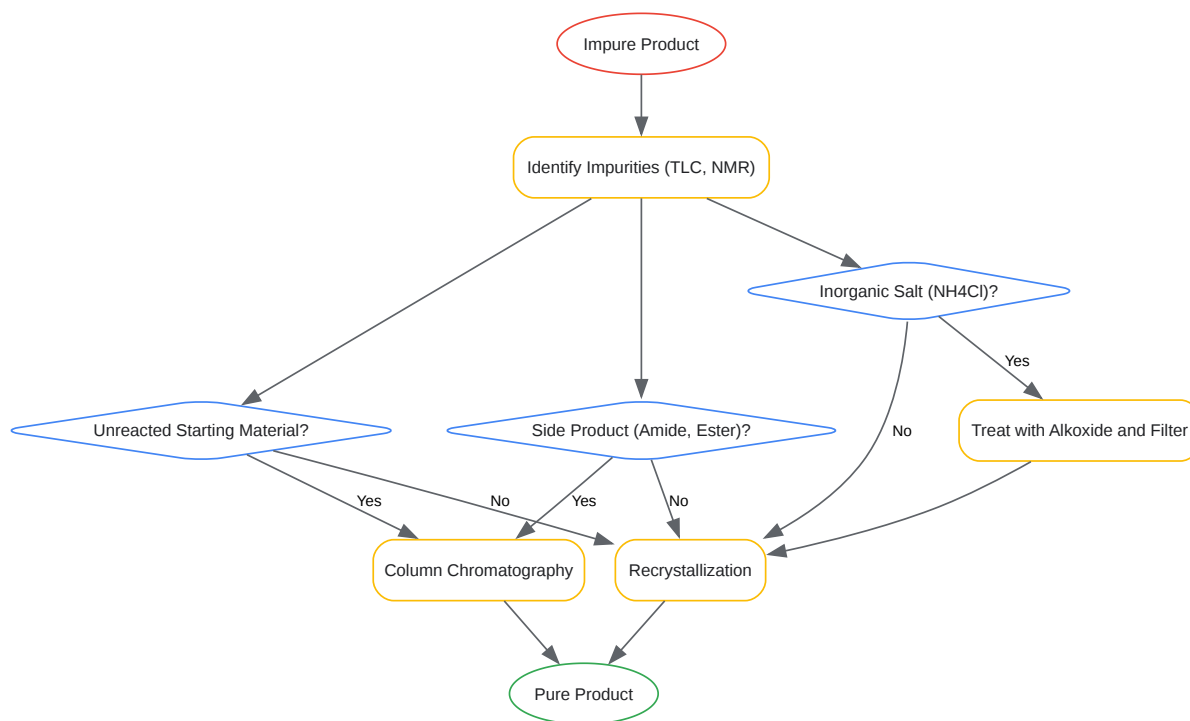 Impure Product
Identify Impurities (TLC, NMR)
Inorganic Salt (NH4Cl)?
Yes
Unreacted Starting Material?
Side Product (Amide, Ester)?
No
Treat with Alkoxide and Filter
Yes
No
Yes
No
Column Chromatography
Recrystallization
Pure Product